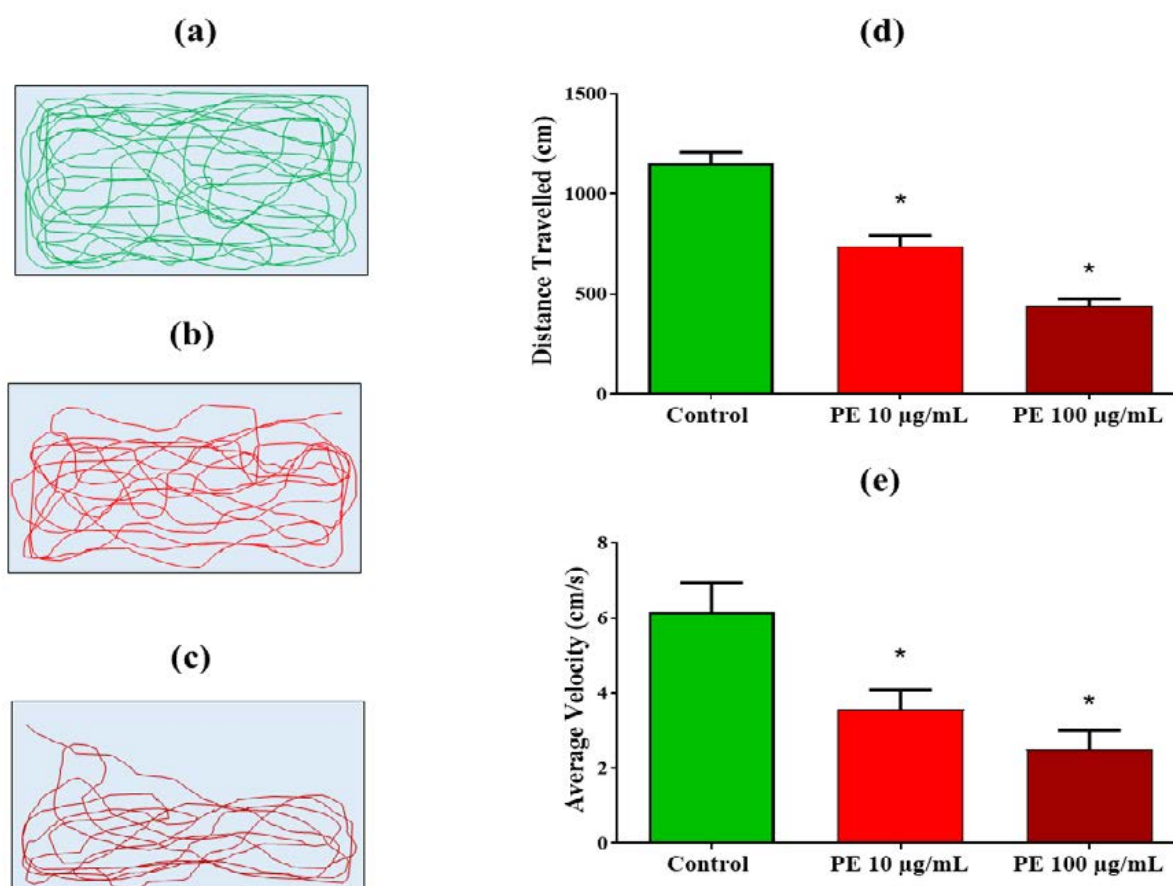 (a)
(b)
(c)
(d)
Distance Travelled (cm)
1500
1000
500
0
*
*
Control PE 10 µg/mL PE 100 µg/mL
(e)
Average Velocity (cm/s)
8
6
4
2
0
*
*
Control PE 10 µg/mL PE 100 µg/mL